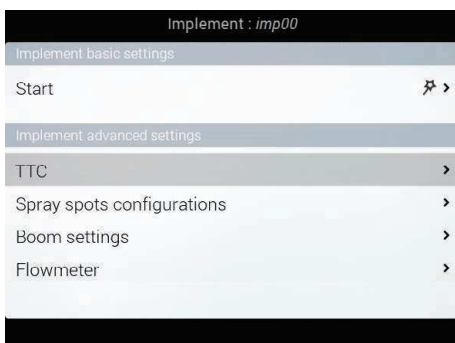 Implement : imp00
Implement basic settings
Start
Implement advanced settings
TTC
Spray spots configurations
Boom settings
Flowmeter